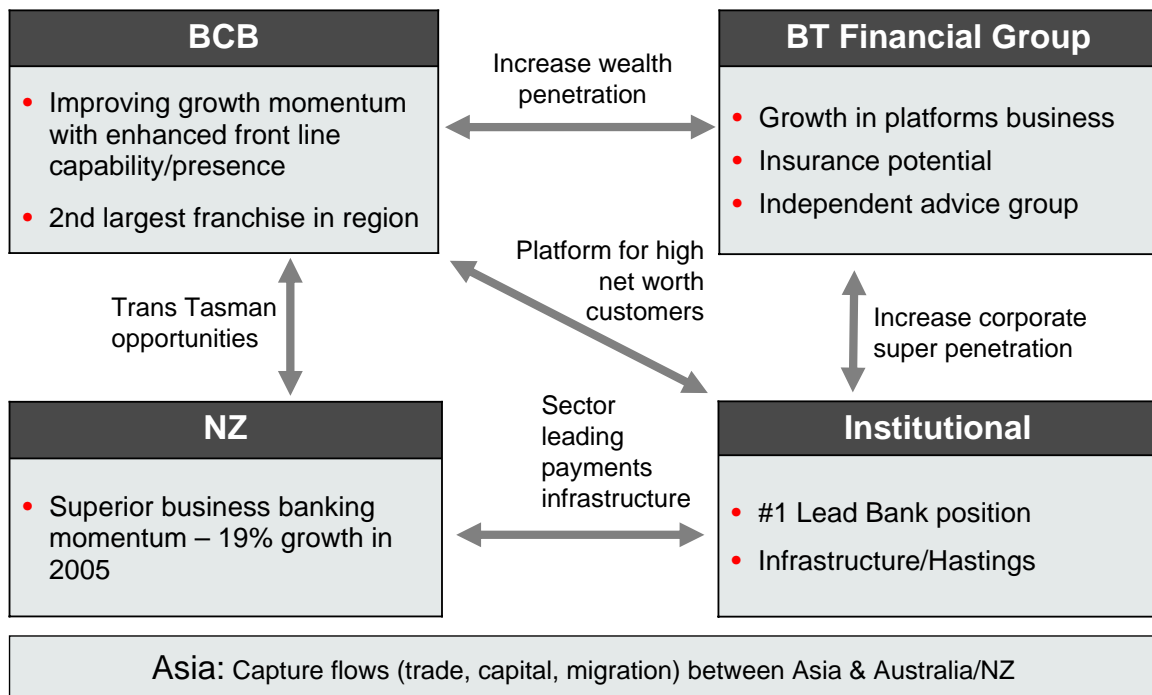 BCB
• Improving growth momentum
with enhanced front line
capability/presence
• 2nd largest franchise in region
Increase wealth
penetration
BT Financial Group
• Growth in platforms business
• Insurance potential
• Independent advice group
Trans Tasman
opportunities
Platform for high
net worth
customers
Increase corporate
super penetration
NZ
• Superior business banking
momentum – 19% growth in
2005
Sector
leading
payments
infrastructure
Institutional
• #1 Lead Bank position
• Infrastructure/Hastings
Asia: Capture flows (trade, capital, migration) between Asia & Australia/NZ